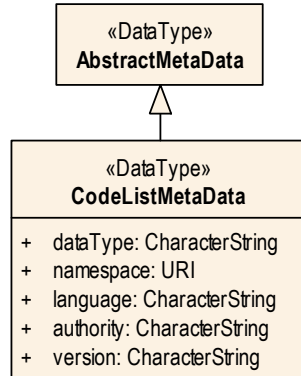 «DataType»
AbstractMetaData
«DataType»
CodeListMetaData
+ dataType: CharacterString
+ namespace: URI
+ language: CharacterString
+ authority: CharacterString
+ version: CharacterString